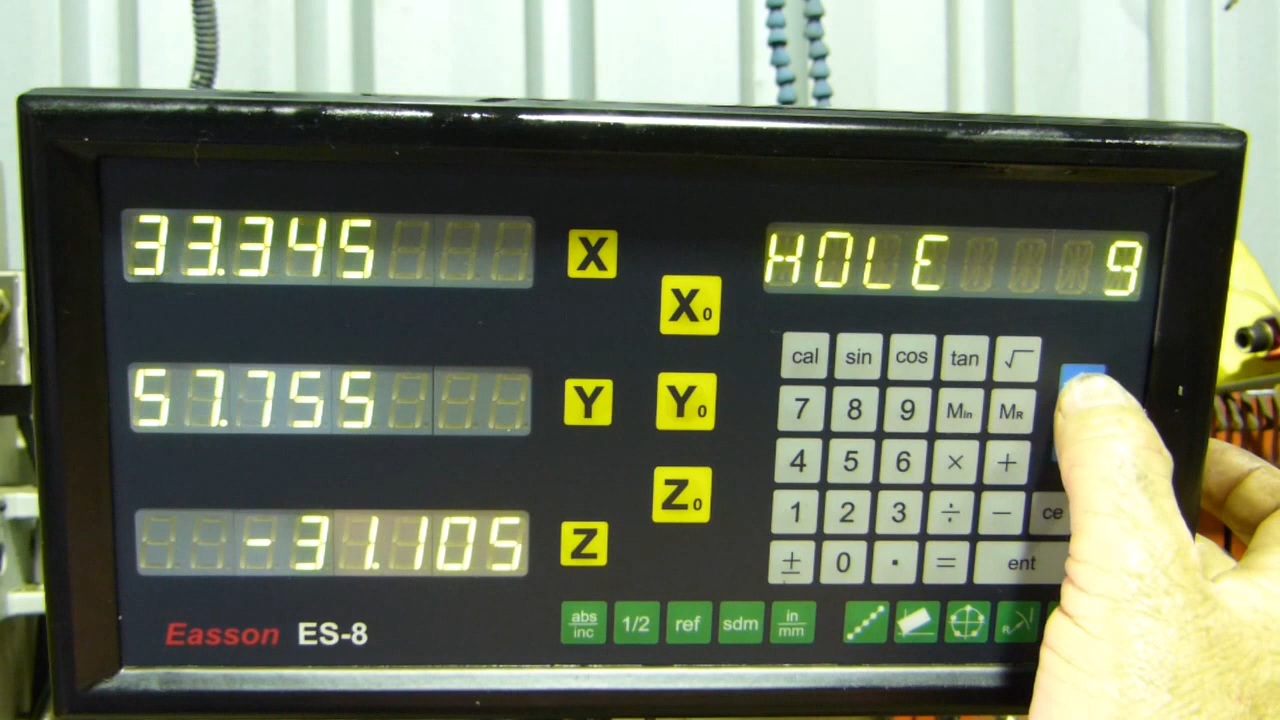 33.345 X HOLE 9
X0
57.755 Y Y0
-31.105 Z Z0
cal sin cos tan √
7 8 9 Min MR
4 5 6 × +
1 2 3 ÷ − ce
± 0 . = ent
Easson ES-8
abs/inc 1/2 ref sdm in/mm R